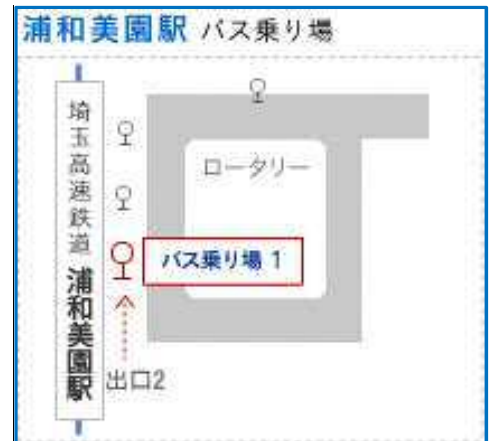 浦和美園駅 バス乗り場
埼玉高速鉄道 浦和美園駅
ロータリー
バス乗り場 1
出口2